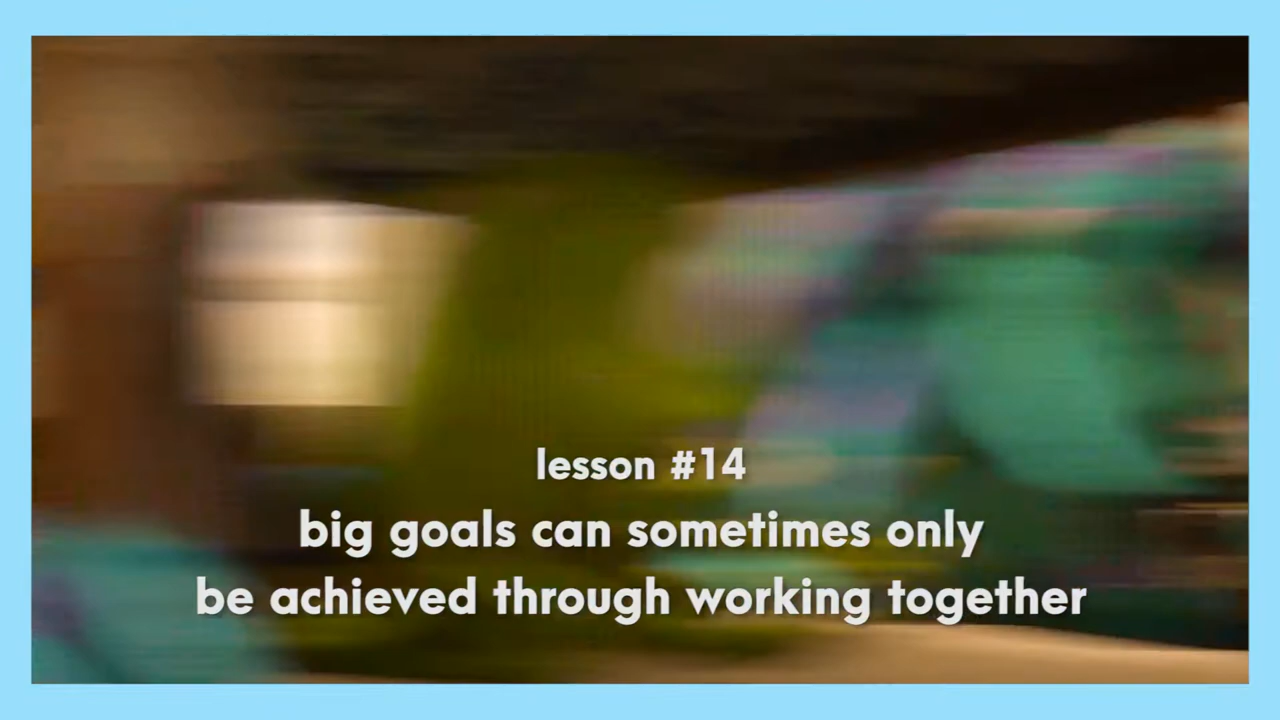 lesson #14
big goals can sometimes only
be achieved through working together